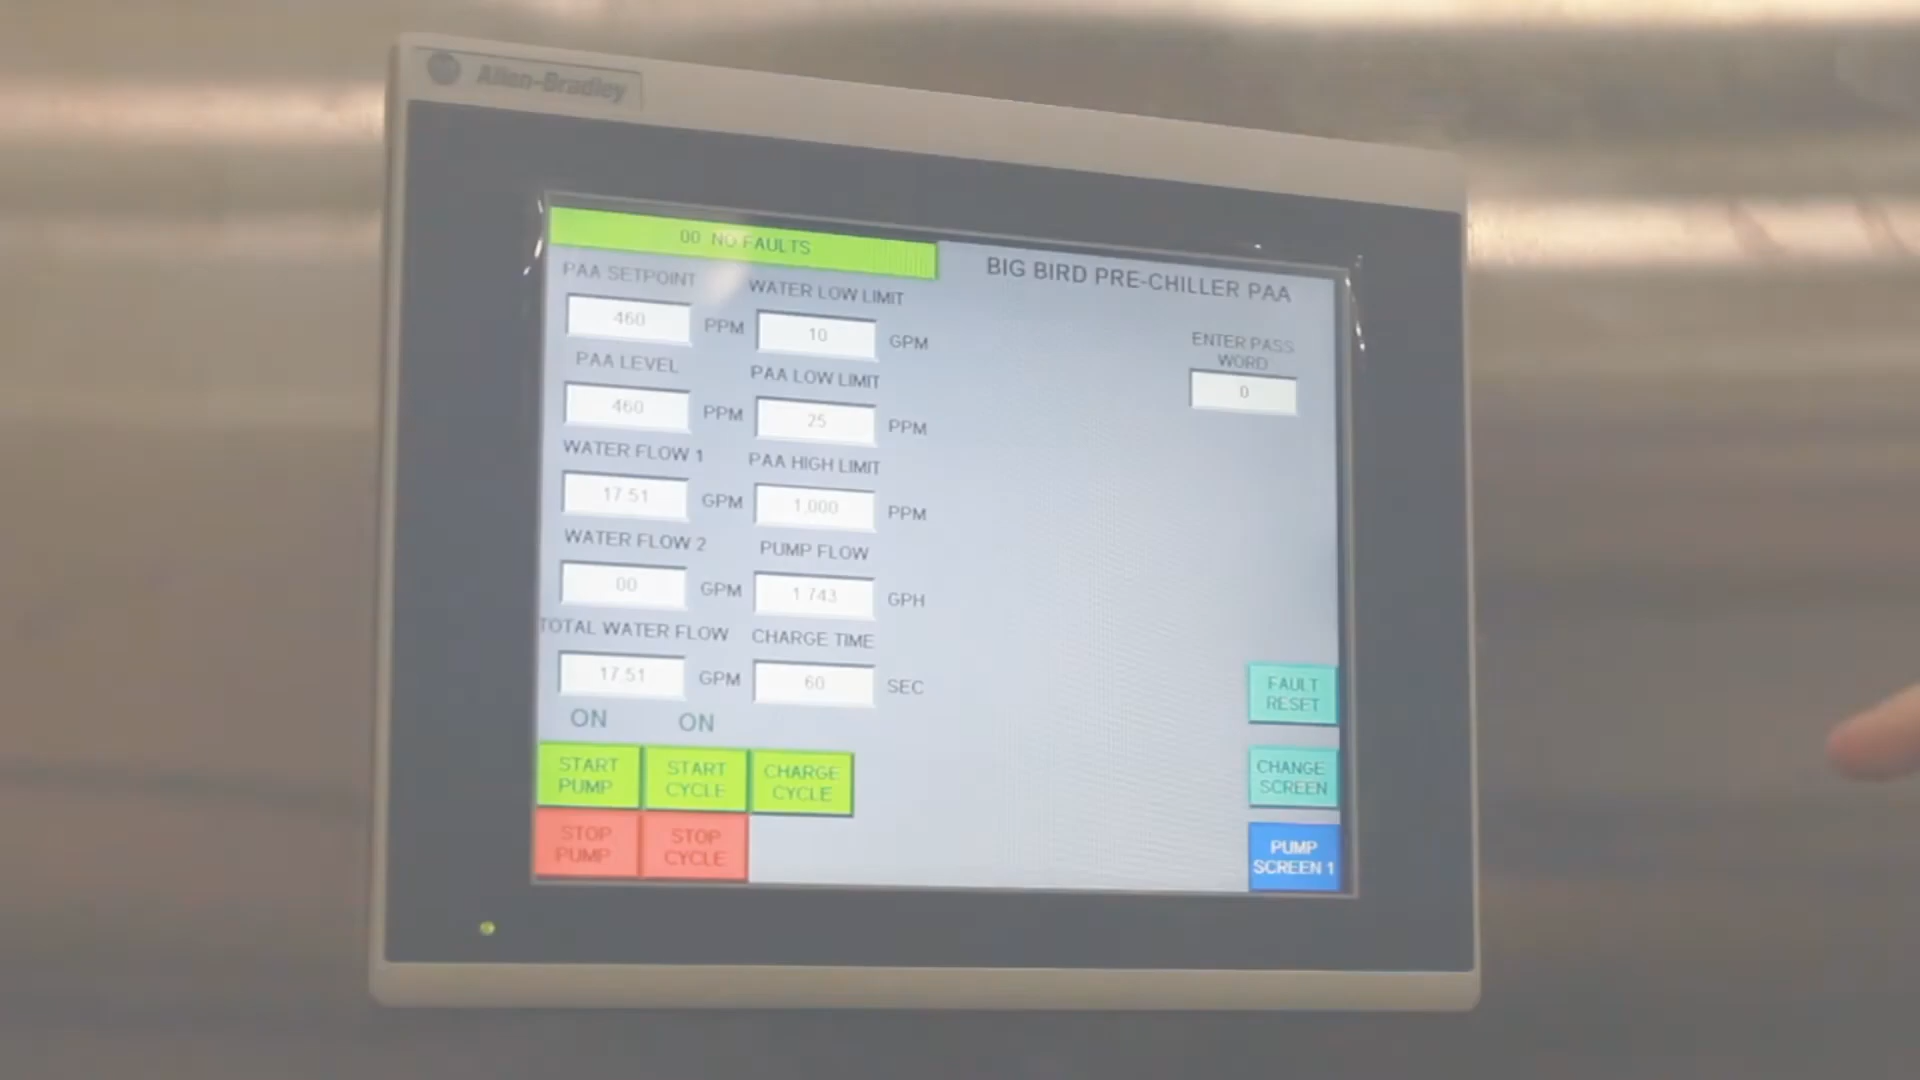 Allen-Bradley
00 NO FAULTS
BIG BIRD PRE-CHILLER PAA
PAA SETPOINT
460 PPM
WATER LOW LIMIT
10 GPM
ENTER PASS
WORD
0
PAA LEVEL
460 PPM
PAA LOW LIMIT
25 PPM
WATER FLOW 1
17.51 GPM
PAA HIGH LIMIT
1,000 PPM
WATER FLOW 2
00 GPM
PUMP FLOW
1.743 GPH
TOTAL WATER FLOW
17.51 GPM
CHARGE TIME
60 SEC
ON
ON
START
PUMP
START
CYCLE
CHARGE
CYCLE
STOP
PUMP
STOP
CYCLE
FAULT
RESET
CHANGE
SCREEN
PUMP
SCREEN 1